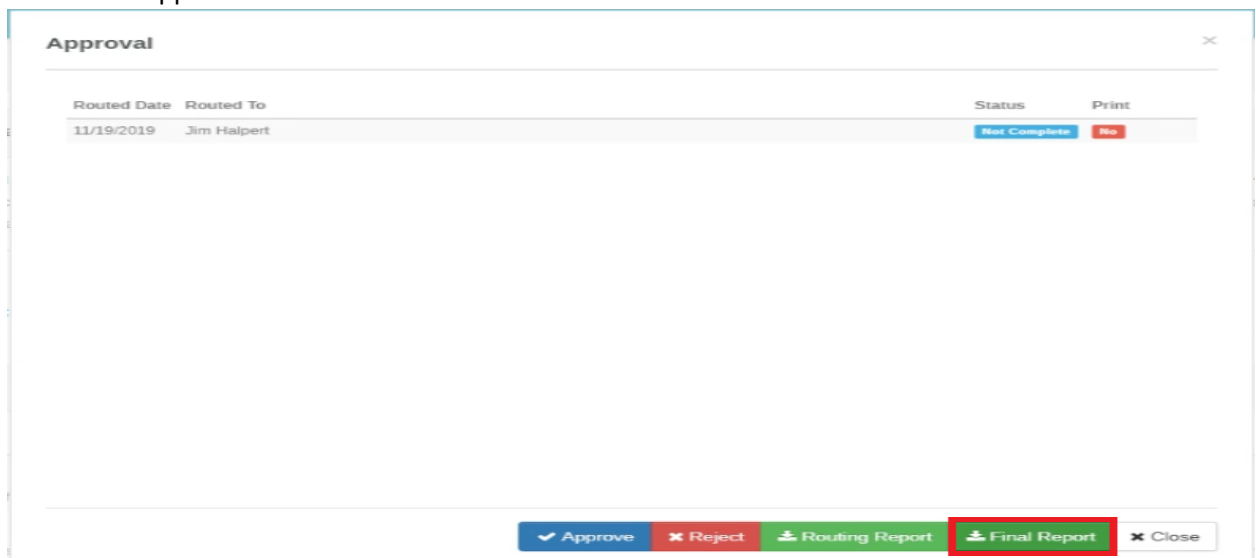 Approval
Routed Date Routed To Status Print
11/19/2019 Jim Halpert Not Complete No
Approve Reject Routing Report Final Report Close